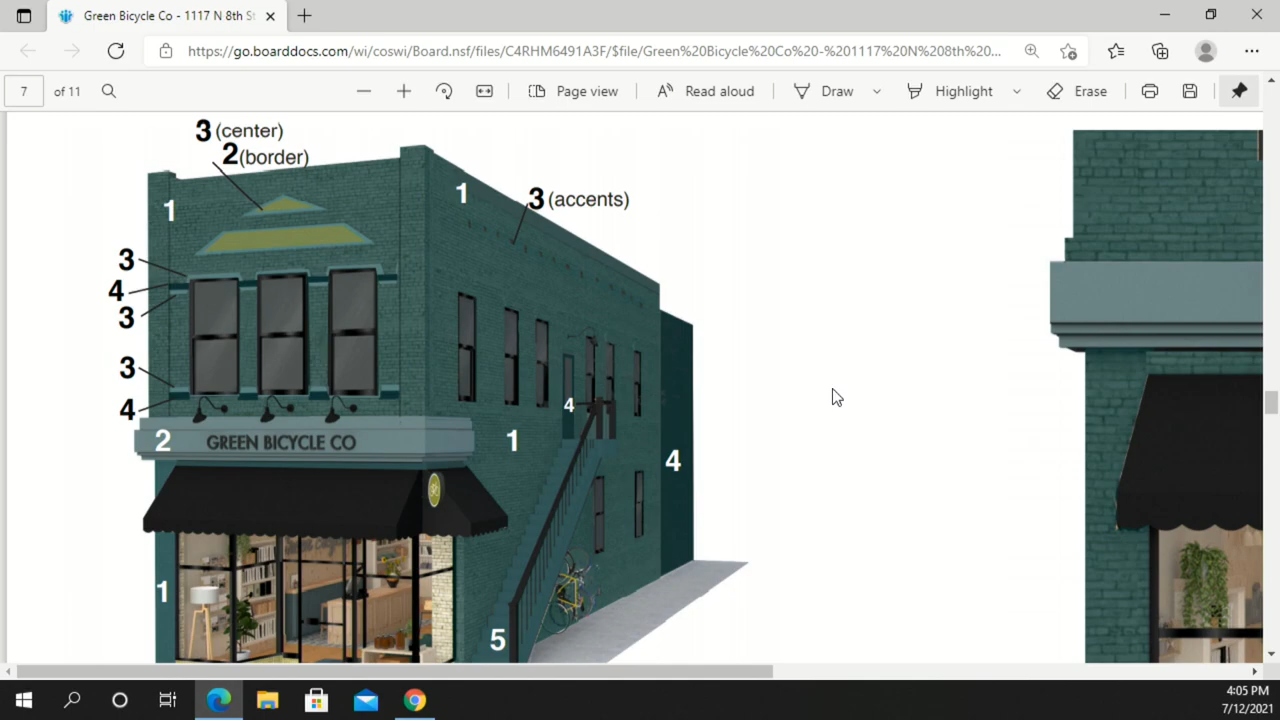 Green Bicycle Co - 1117 N 8th St
https://go.boarddocs.com/wi/coswi/Board.nsf/files/C4RHM6491A3F/$file/Green%20Bicycle%20Co%20-%201117%20N%208th%20...
7 of 11
Page view
Read aloud
Draw
Highlight
Erase
3 (center)
2 (border)
1
1
3 (accents)
3
4
3
3
4
4
2 GREEN BICYCLE CO
1
4
1
5
4:05 PM
7/12/2021